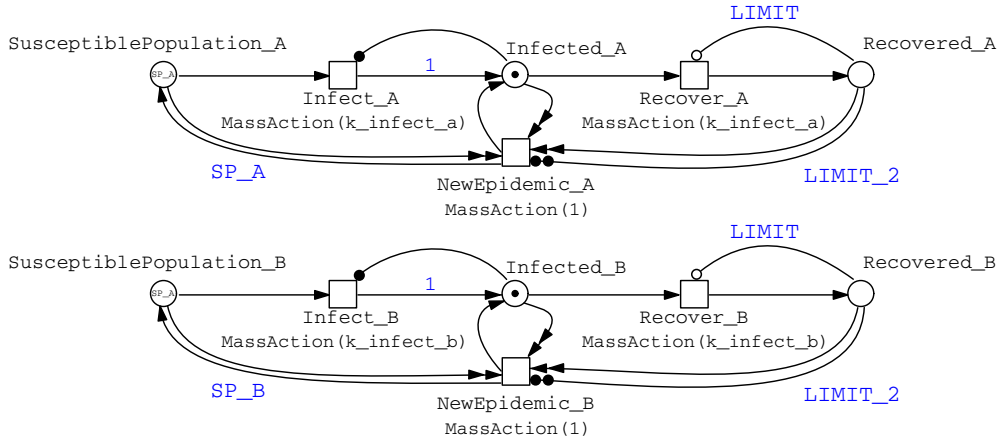 LIMIT
SusceptiblePopulation_A
Infected_A
Recovered_A
SP_A
1
Infect_A
Recover_A
MassAction(k_infect_a)
MassAction(k_infect_a)
SP_A
LIMIT_2
NewEpidemic_A
MassAction(1)
LIMIT
SusceptiblePopulation_B
Infected_B
Recovered_B
SP_A
1
Infect_B
Recover_B
MassAction(k_infect_b)
MassAction(k_infect_b)
SP_B
LIMIT_2
NewEpidemic_B
MassAction(1)